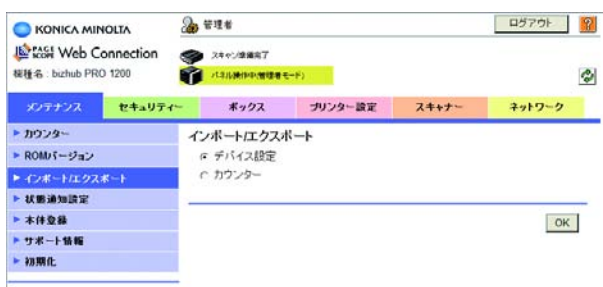 KONICA MINOLTA
管理者
ログアウト
?
PAGE SCOPE Web Connection
スキャン準備完了
機種名 : bizhub PRO 1200
パネル操作中(管理者モード)
メンテナンス
セキュリティー
ボックス
プリンター設定
スキャナー
ネットワーク
カウンター
ROMバージョン
インポート/エクスポート
状態通知設定
本体登録
サポート情報
初期化
インポート/エクスポート
デバイス設定
カウンター
OK